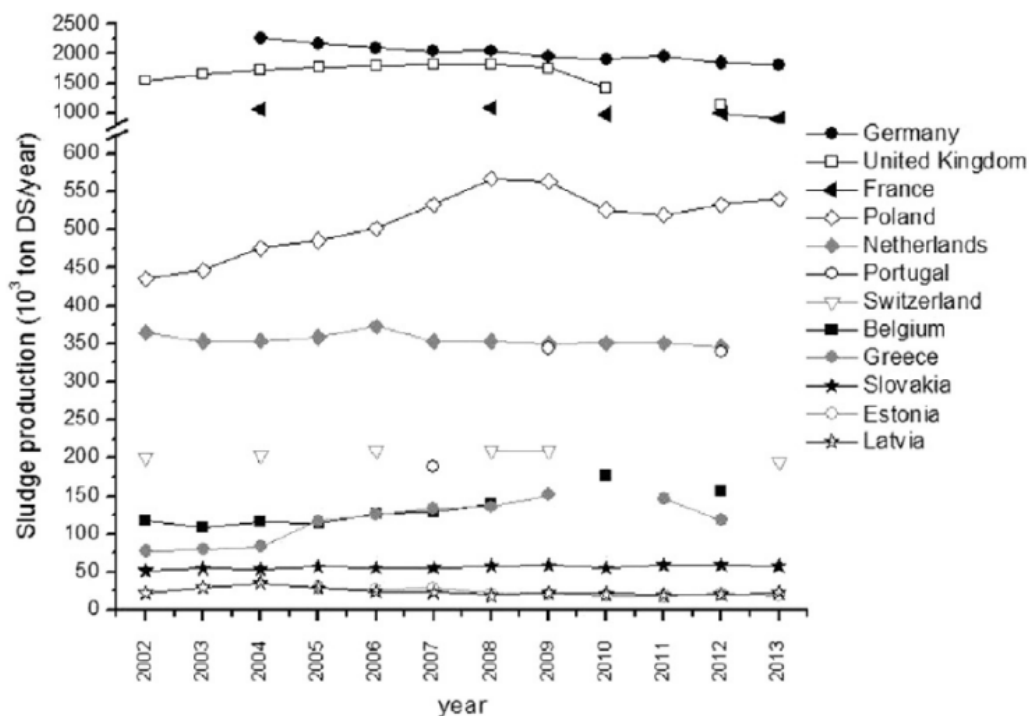 2500
2000
1500
1000
600
550
500
450
400
350
300
250
200
150
100
50
0
Sludge production (10³ ton DS/year)
2002
2003
2004
2005
2006
2007
2008
2009
2010
2011
2012
2013
year
Germany
United Kingdom
France
Poland
Netherlands
Portugal
Switzerland
Belgium
Greece
Slovakia
Estonia
Latvia